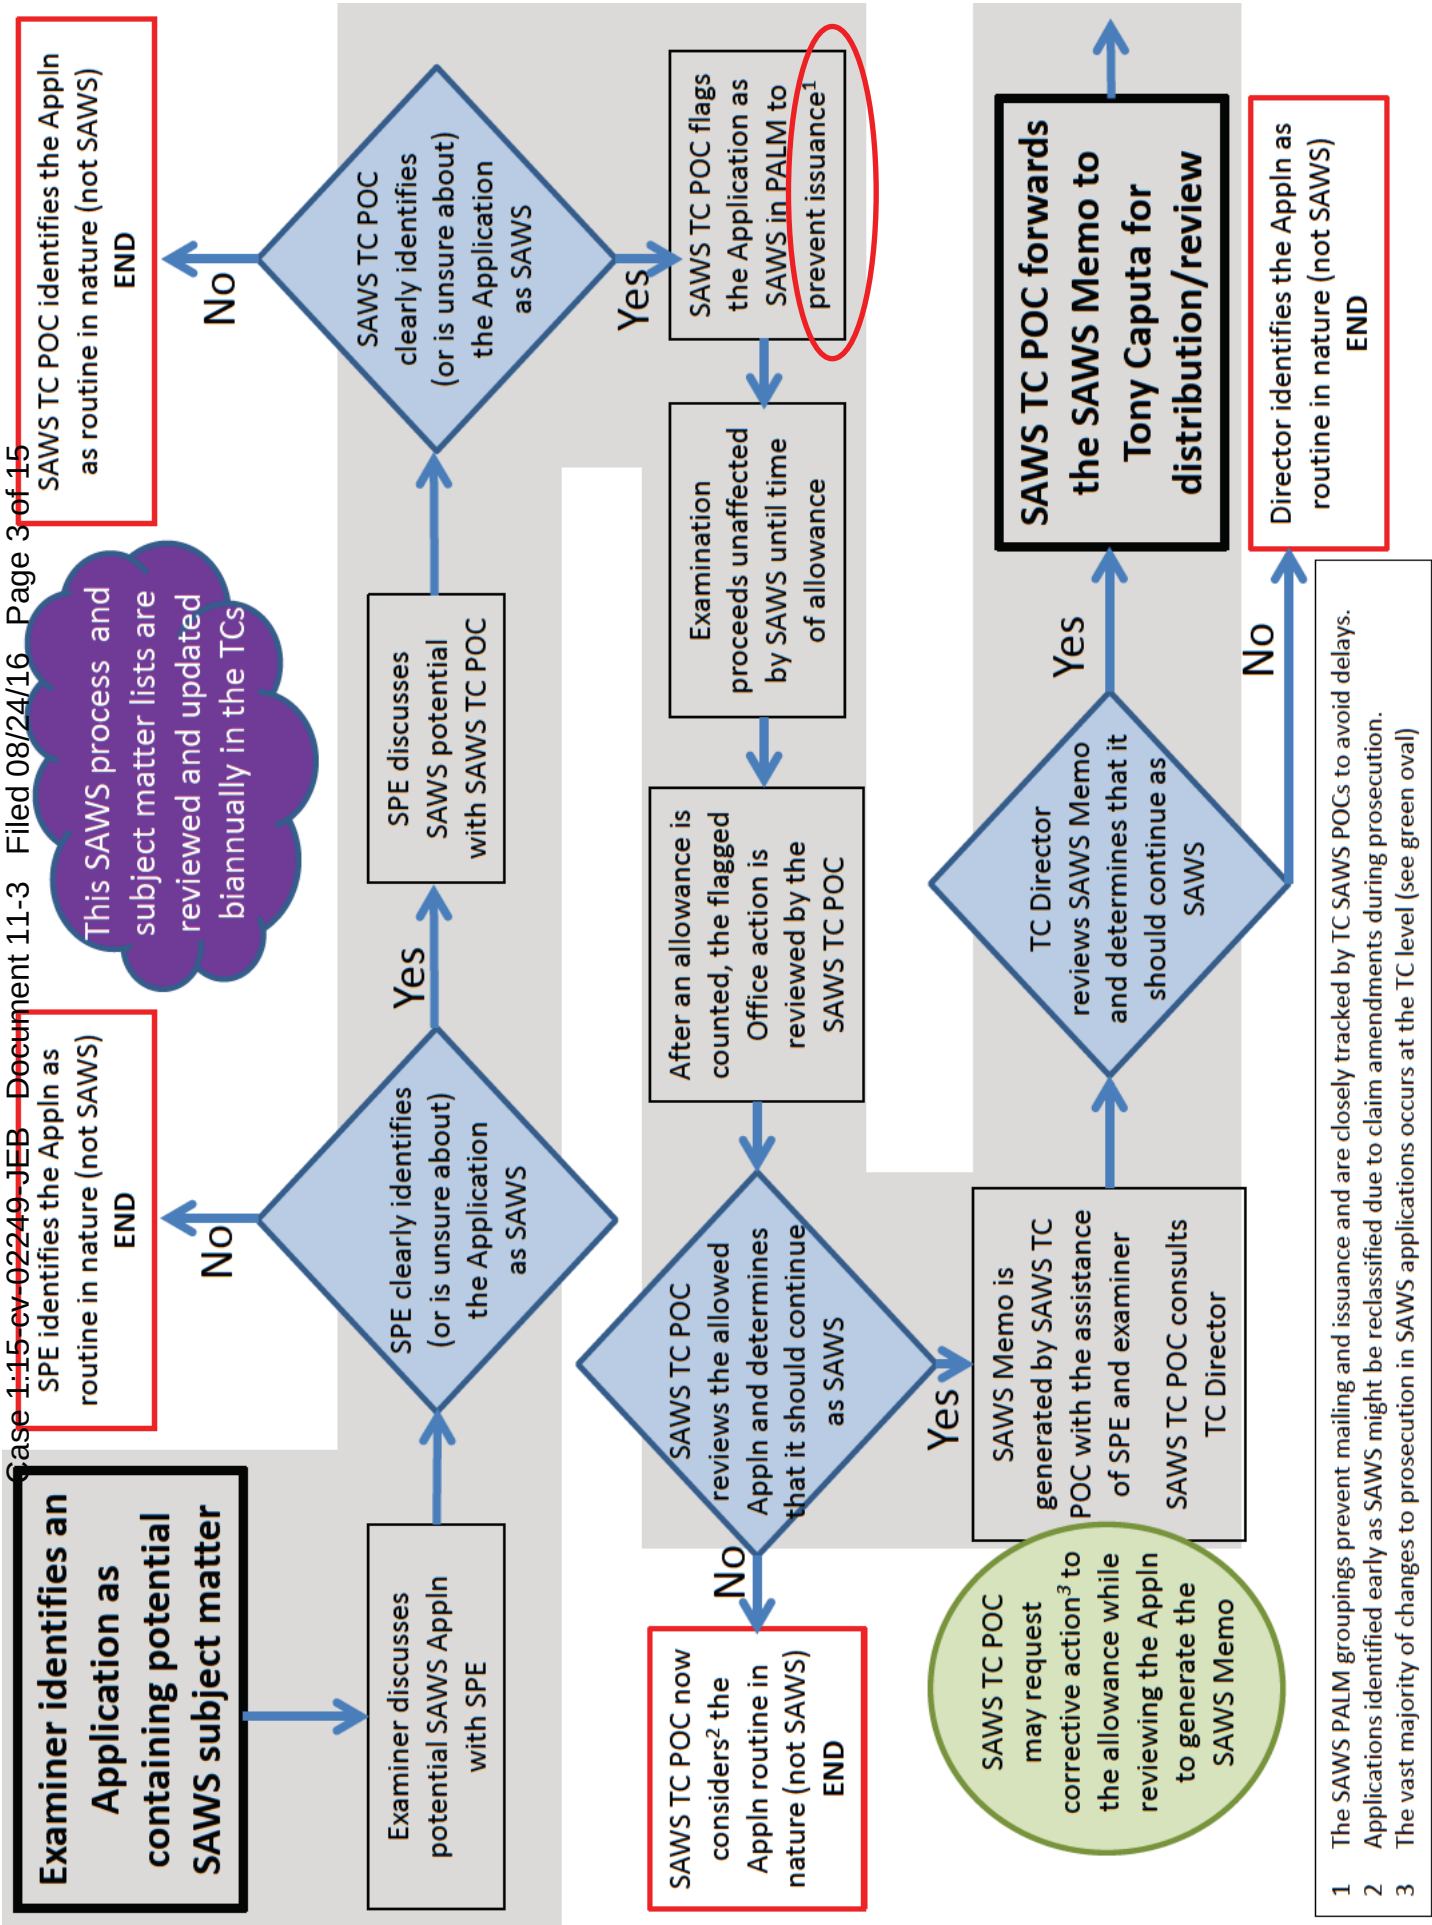 Case 1:15-cv-02249-JEB Document 11-3 Filed 08/24/16 Page 3 of 15
Examiner identifies an
Application as
containing potential
SAWS subject matter
Examiner discusses
potential SAWS Appln
with SPE
SPE clearly identifies
(or is unsure about)
the Application
as SAWS
No
SPE identifies the Appln as
routine in nature (not SAWS)
END
Yes
SPE discusses
SAWS potential
with SAWS TC POC
This SAWS process and
subject matter lists are
reviewed and updated
biannually in the TCs
SAWS TC POC
clearly identifies
(or is unsure about)
the Application
as SAWS
No
SAWS TC POC identifies the Appln
as routine in nature (not SAWS)
END
Yes
SAWS TC POC flags
the Application as
SAWS in PALM to
prevent issuance¹
Examination
proceeds unaffected
by SAWS until time
of allowance
After an allowance is
counted, the flagged
Office action is
reviewed by the
SAWS TC POC
SAWS TC POC
reviews the allowed
Appln and determines
that it should continue
as SAWS
No
SAWS TC POC now
considers² the
Appln routine in
nature (not SAWS)
END
Yes
SAWS Memo is
generated by SAWS TC
POC with the assistance
of SPE and examiner
SAWS TC POC consults
TC Director
SAWS TC POC
may request
corrective action³ to
the allowance while
reviewing the Appln
to generate the
SAWS Memo
TC Director
reviews SAWS Memo
and determines that it
should continue as
SAWS
Yes
SAWS TC POC forwards
the SAWS Memo to
Tony Caputa for
distribution/review
No
Director identifies the Appln as
routine in nature (not SAWS)
END
1 The SAWS PALM groupings prevent mailing and issuance and are closely tracked by TC SAWS POCs to avoid delays.
2 Applications identified early as SAWS might be reclassified due to claim amendments during prosecution.
3 The vast majority of changes to prosecution in SAWS applications occurs at the TC level (see green oval)